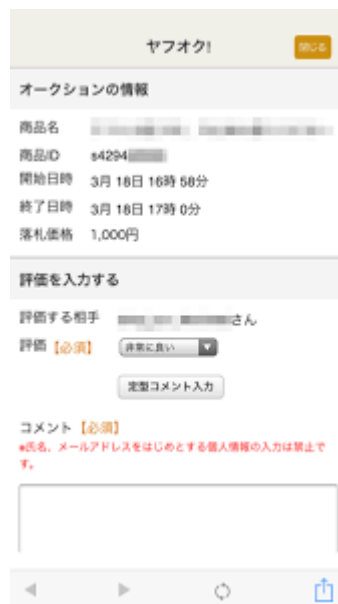 ヤフオク!
閉じる
オークションの情報
商品名
商品ID s4294
開始日時 3月 18日 16時 58分
終了日時 3月 18日 17時 0分
落札価格 1,000円
評価を入力する
評価する相手 さん
評価【必須】 非常に良い
定型コメント入力
コメント【必須】
*氏名、メールアドレスをはじめとする個人情報の入力は禁止で
す。